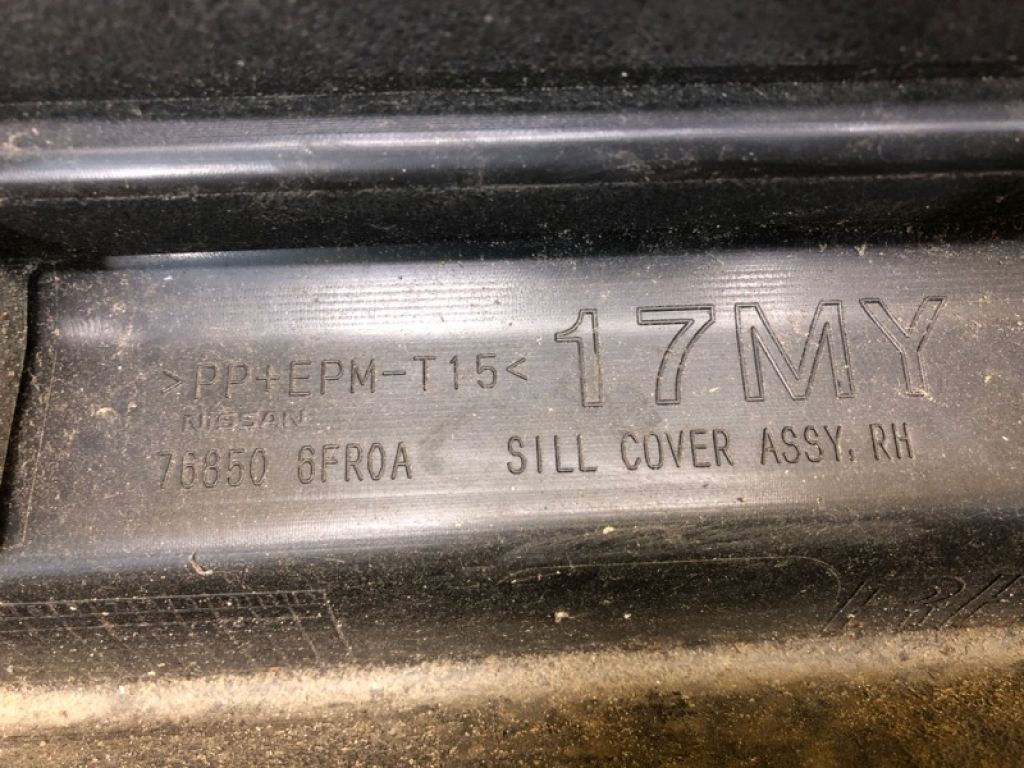 >PP+EPM-T15< 17MY
NISSAN
76850 6FR0A SILL COVER ASSY, RH